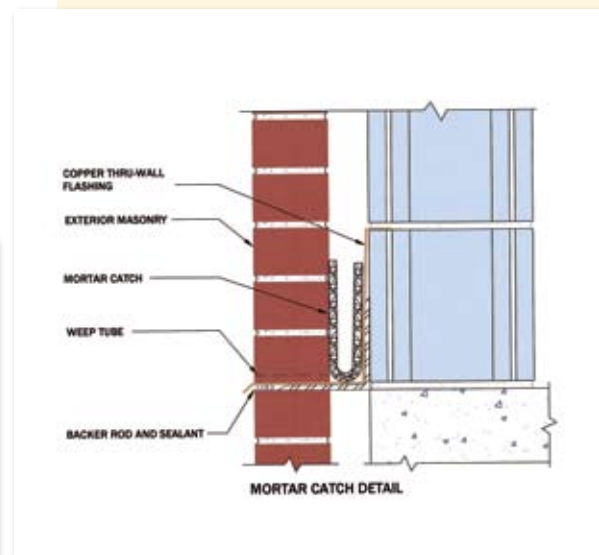 COPPER THRU-WALL
FLASHING
EXTERIOR MASONRY
MORTAR CATCH
WEEP TUBE
BACKER ROD AND SEALANT
MORTAR CATCH DETAIL